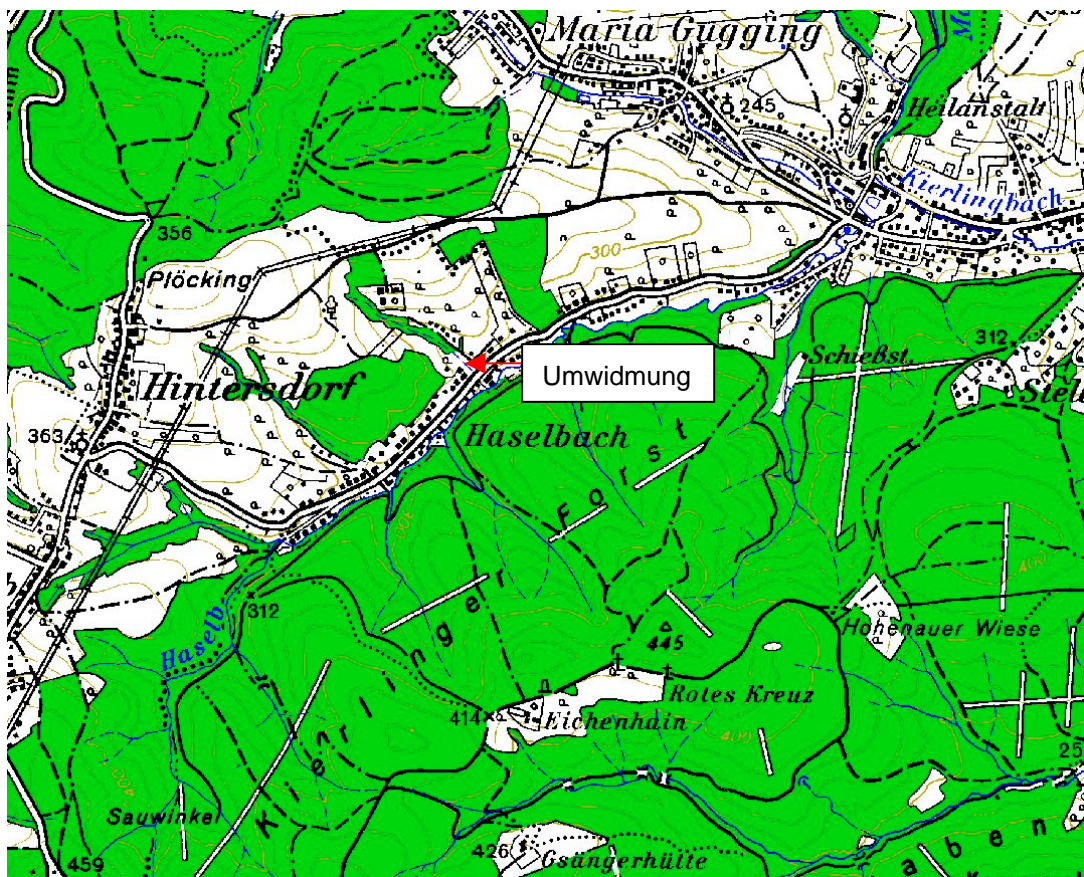 Maria Gugging
245
Heilanstalt
Kierlingbach
356
300
Plöcking
312
Schießst.
Umwidmung
Hintersdorf
363
Haselbach
Forst
400
312
Haselb
445
Hohenauer Wiese
Rotes Kreuz
414
Eichenhain
400
Sauwinkel
426
Gsängerhütte
459